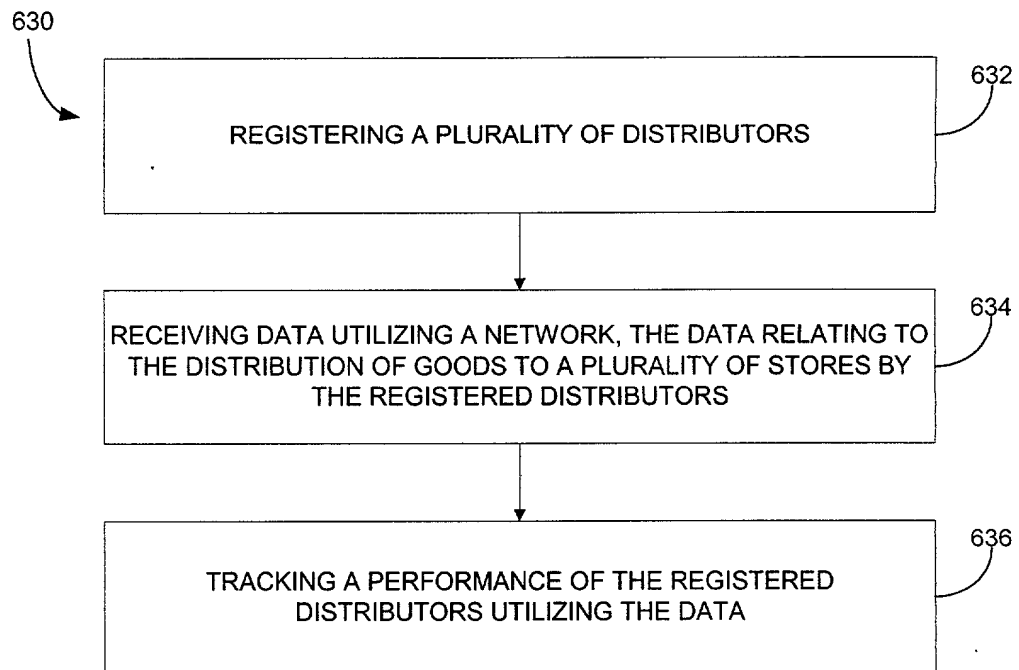 630
632
REGISTERING A PLURALITY OF DISTRIBUTORS
634
RECEIVING DATA UTILIZING A NETWORK, THE DATA RELATING TO
THE DISTRIBUTION OF GOODS TO A PLURALITY OF STORES BY
THE REGISTERED DISTRIBUTORS
636
TRACKING A PERFORMANCE OF THE REGISTERED
DISTRIBUTORS UTILIZING THE DATA